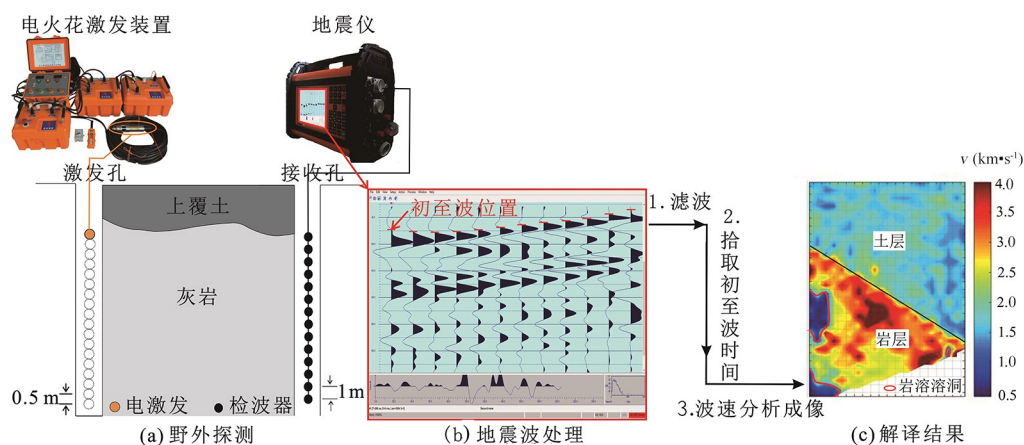 电火花激发装置
地震仪
激发孔
接收孔
上覆土
灰岩
0.5 m
1m
电激发
检波器
(a) 野外探测
初至波位置
(b) 地震波处理
1.滤波
2.拾取初至波时间
3.波速分析成像
v (km•s⁻¹)
土层
岩层
岩溶溶洞
4.0
3.5
3.0
2.5
2.0
1.5
1.0
0.5
(c) 解译结果